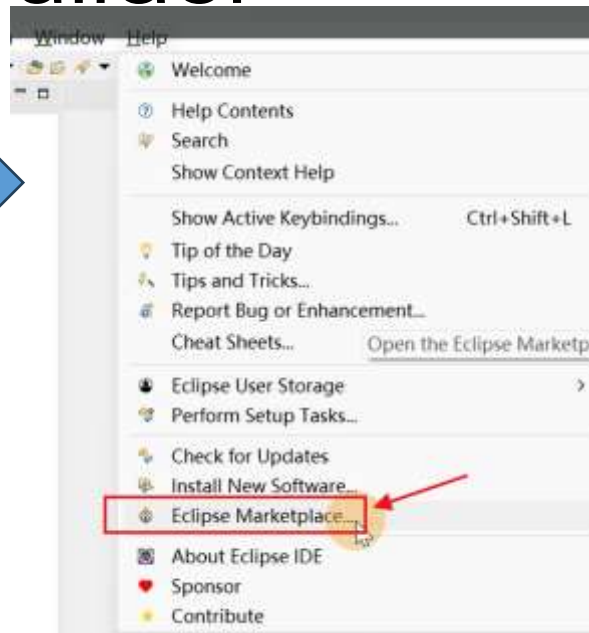 Window Help
Welcome
Help Contents
Search
Show Context Help
Show Active Keybindings... Ctrl+Shift+L
Tip of the Day
Tips and Tricks...
Report Bug or Enhancement...
Cheat Sheets...
Open the Eclipse Marketp
Eclipse User Storage
Perform Setup Tasks...
Check for Updates
Install New Software...
Eclipse Marketplace...
About Eclipse IDE
Sponsor
Contribute